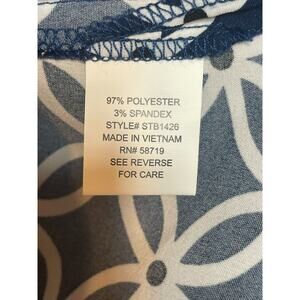 97% POLYESTER
3% SPANDEX
STYLE# STB1426
MADE IN VIETNAM
RN# 58719
SEE REVERSE
FOR CARE